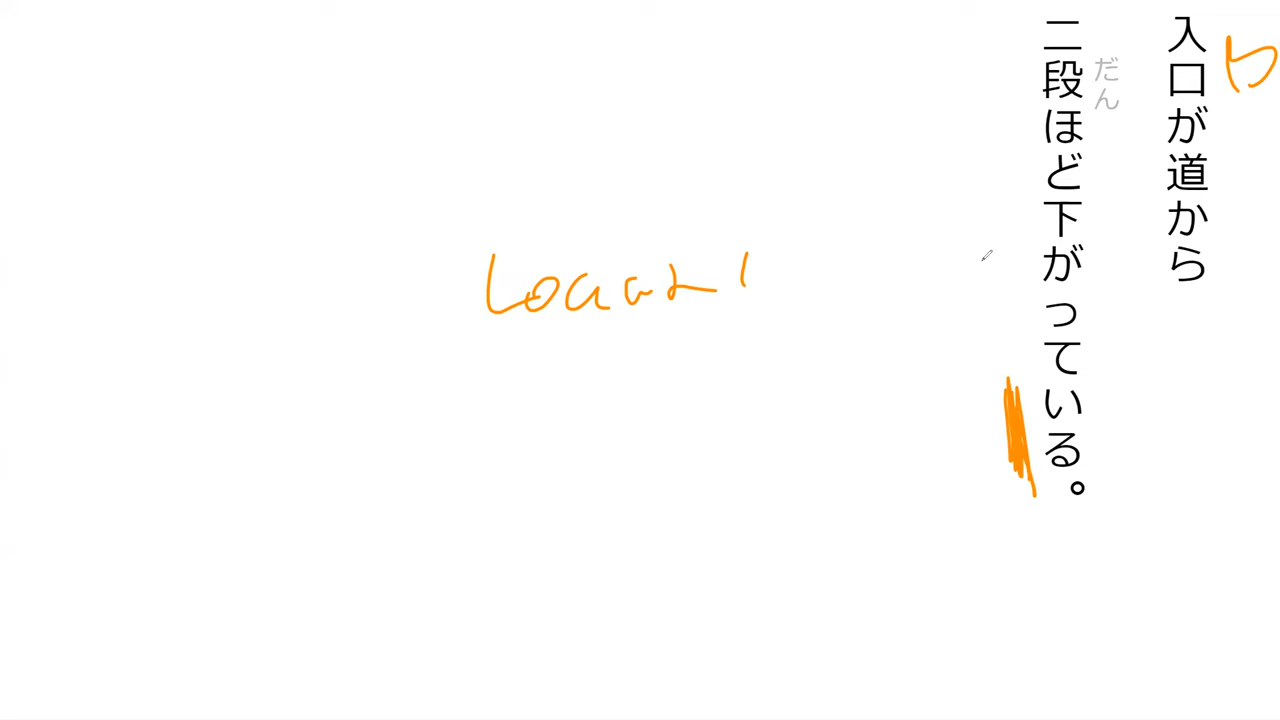 入口が道から
二段ほど下がっている。
だん